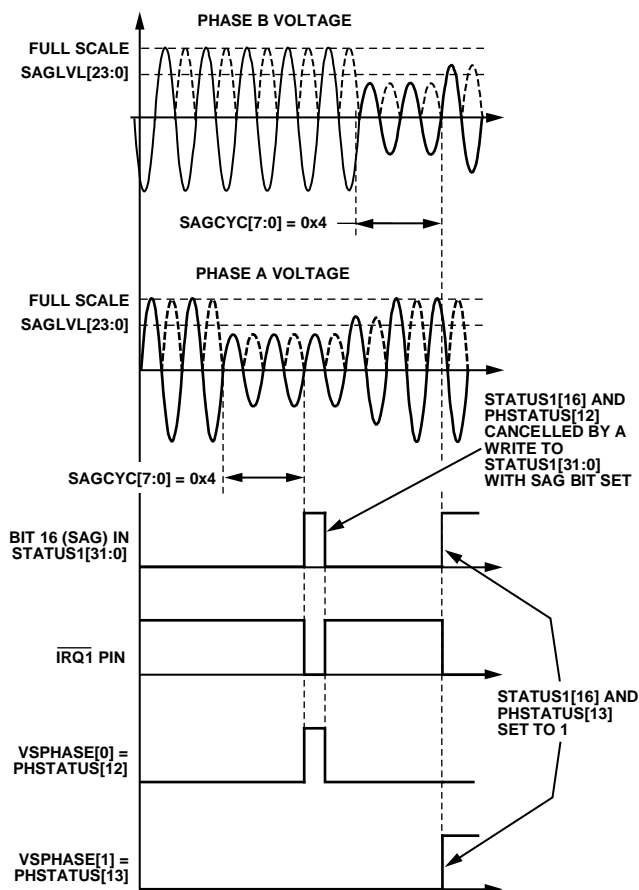 PHASE B VOLTAGE
FULL SCALE
SAGLVL[23:0]
SAGCYC[7:0] = 0x4
PHASE A VOLTAGE
FULL SCALE
SAGLVL[23:0]
STATUS1[16] AND
PHSTATUS[12]
CANCELLED BY A
WRITE TO
STATUS1[31:0]
WITH SAG BIT SET
SAGCYC[7:0] = 0x4
BIT 16 (SAG) IN
STATUS1[31:0]
IRQ1 PIN
STATUS1[16] AND
PHSTATUS[13]
SET TO 1
VSPHASE[0] =
PHSTATUS[12]
VSPHASE[1] =
PHSTATUS[13]